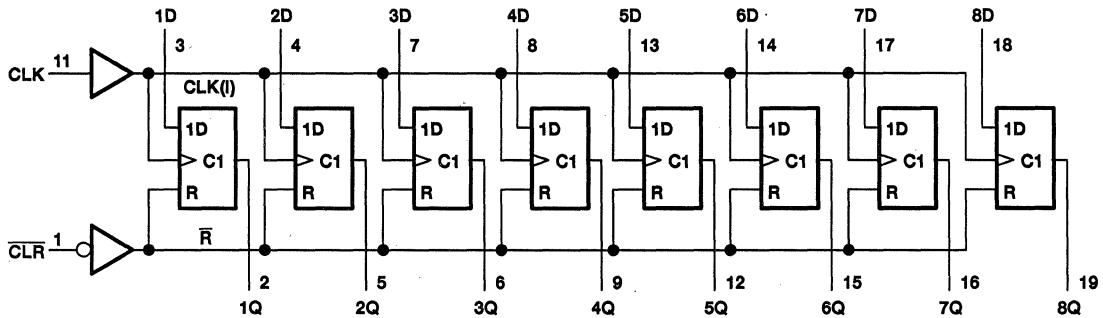 1D 2D 3D 4D 5D 6D 7D 8D
3 4 7 8 13 14 17 18
CLK 11
CLK(I)
1D 1D 1D 1D 1D 1D 1D 1D
C1 C1 C1 C1 C1 C1 C1 C1
R R R R R R R R
C̅L̅R̅ 1
R̅
2 5 6 9 12 15 16 19
1Q 2Q 3Q 4Q 5Q 6Q 7Q 8Q